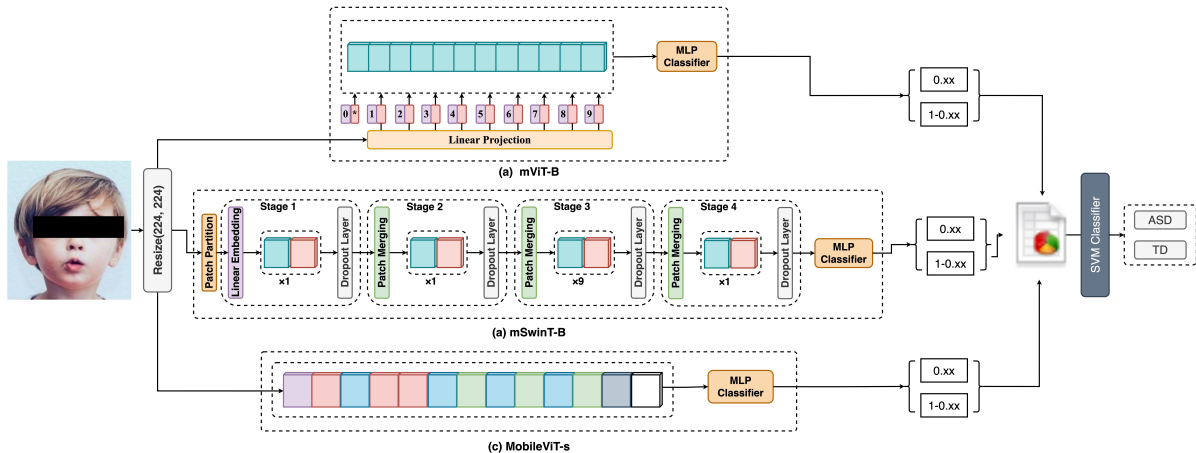 MLP
Classifier
0 * 1 2 3 4 5 6 7 8 9
Linear Projection
(a) mViT-B
0.xx
1-0.xx
Resize(224, 224)
Patch Partition
Linear Embedding
Stage 1
×1
Dropout Layer
Patch Merging
Stage 2
×1
Dropout Layer
Patch Merging
Stage 3
×9
Dropout Layer
Patch Merging
Stage 4
×1
Dropout Layer
MLP
Classifier
(a) mSwinT-B
0.xx
1-0.xx
SVM Classifier
ASD
TD
MLP
Classifier
(c) MobileViT-s
0.xx
1-0.xx